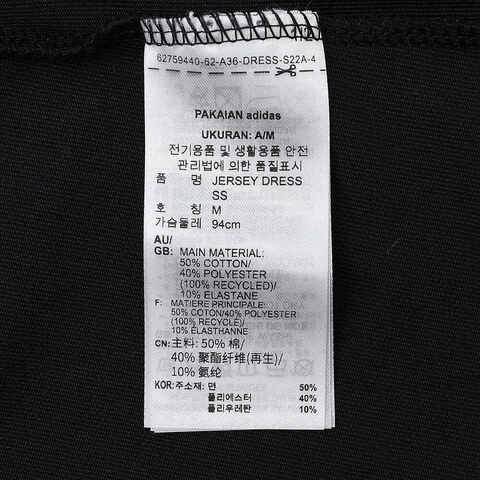 112
62759440-62-A36-DRESS-S22A-4
PAKAIAN adidas
UKURAN: A/M
전기용품 및 생활용품 안전
관리법에 의한 품질표시
품 명 JERSEY DRESS
SS
호 칭 M
가슴둘레 94cm
AU/
GB: MAIN MATERIAL:
50% COTTON/
40% POLYESTER
(100% RECYCLED)/
10% ELASTANE
F: MATIERE PRINCIPALE:
50% COTON/40% POLYESTER
(100% RECYCLE)/
10% ELASTHANNE
CN: 主料: 50% 棉/
40% 聚酯纤维(再生)/
10% 氨纶
KOR: 주소재: 면 50%
폴리에스터 40%
폴리우레탄 10%